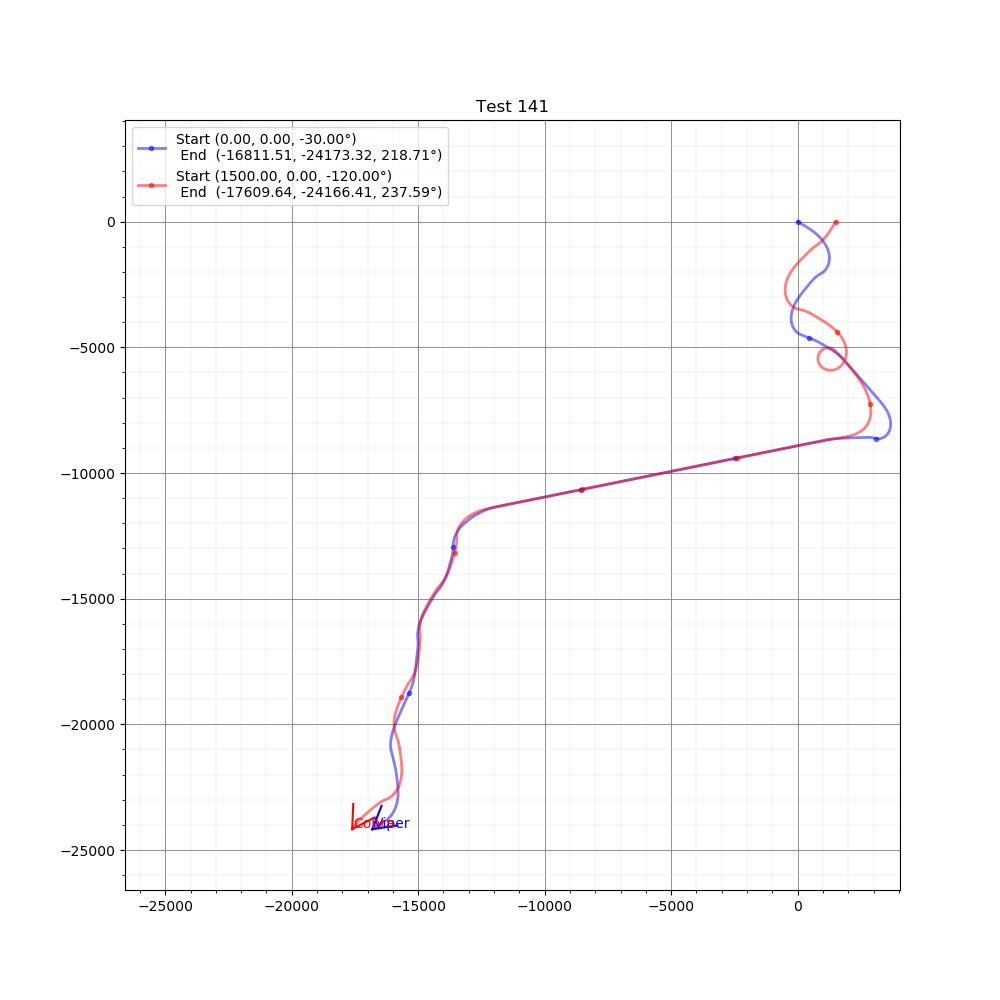 Test 141
Start (0.00, 0.00, -30.00°)
End (-16811.51, -24173.32, 218.71°)
Start (1500.00, 0.00, -120.00°)
End (-17609.64, -24166.41, 237.59°)
0
−5000
−10000
−15000
−20000
−25000
−25000
−20000
−15000
−10000
−5000
0